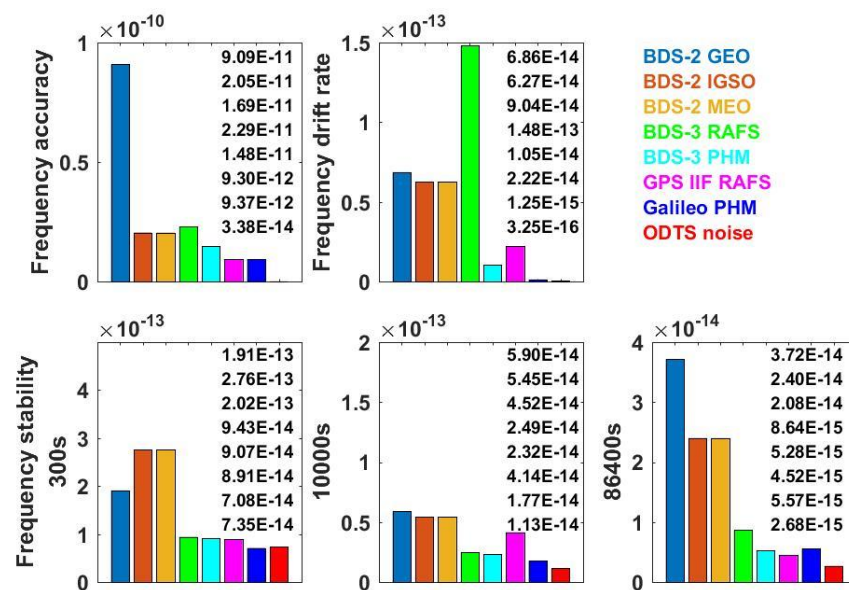 ×10⁻¹⁰
Frequency accuracy
1
0.5
0
9.09E-11
2.05E-11
1.69E-11
2.29E-11
1.48E-11
9.30E-12
9.37E-12
3.38E-14
×10⁻¹³
Frequency drift rate
1.5
1
0.5
0
6.86E-14
6.27E-14
9.04E-14
1.48E-13
1.05E-14
2.22E-14
1.25E-15
3.25E-16
BDS-2 GEO
BDS-2 IGSO
BDS-2 MEO
BDS-3 RAFS
BDS-3 PHM
GPS IIF RAFS
Galileo PHM
ODTS noise
×10⁻¹³
Frequency stability
300s
4
3
2
1
0
1.91E-13
2.76E-13
2.02E-13
9.43E-14
9.07E-14
8.91E-14
7.08E-14
7.35E-14
×10⁻¹³
10000s
2
1.5
1
0.5
0
5.90E-14
5.45E-14
4.52E-14
2.49E-14
2.32E-14
4.14E-14
1.77E-14
1.13E-14
×10⁻¹⁴
86400s
4
3
2
1
0
3.72E-14
2.40E-14
2.08E-14
8.64E-15
5.28E-15
4.52E-15
5.57E-15
2.68E-15